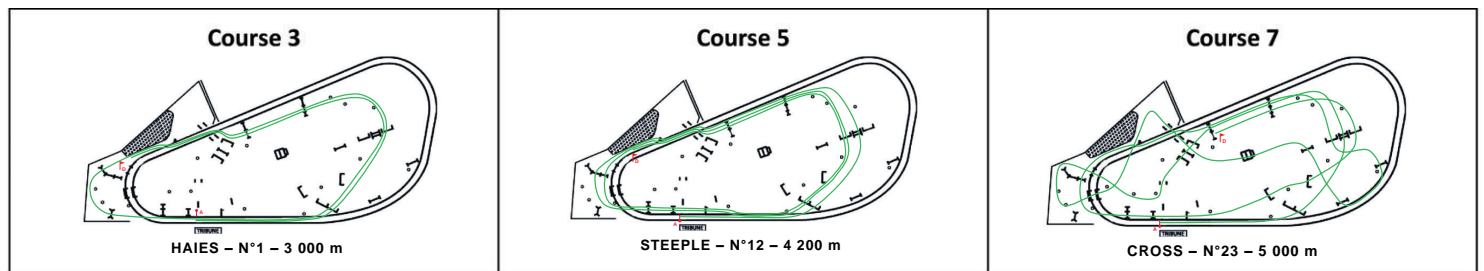 Course 3
D
A
TRIBUNE
HAIES – N°1 – 3 000 m
Course 5
D
A
TRIBUNE
STEEPLE – N°12 – 4 200 m
Course 7
D
A
TRIBUNE
CROSS – N°23 – 5 000 m